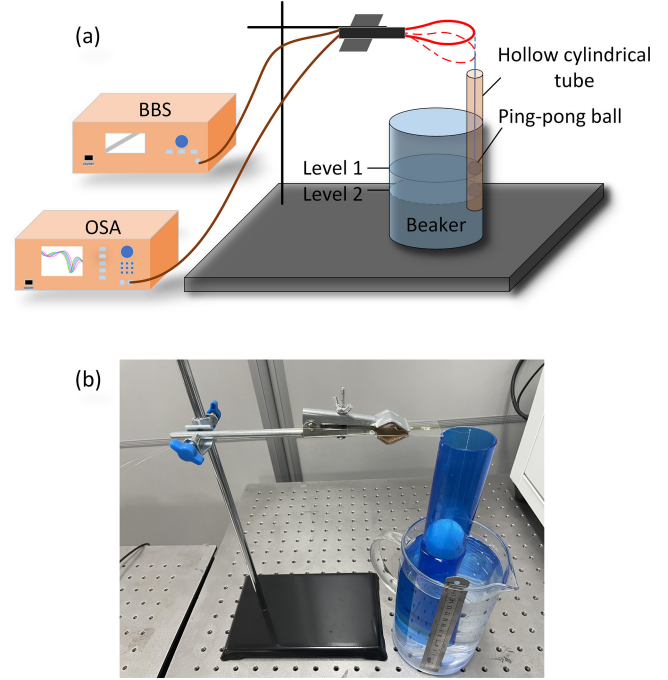 (a)
BBS
OSA
Hollow cylindrical
tube
Ping-pong ball
Level 1
Level 2
Beaker
(b)